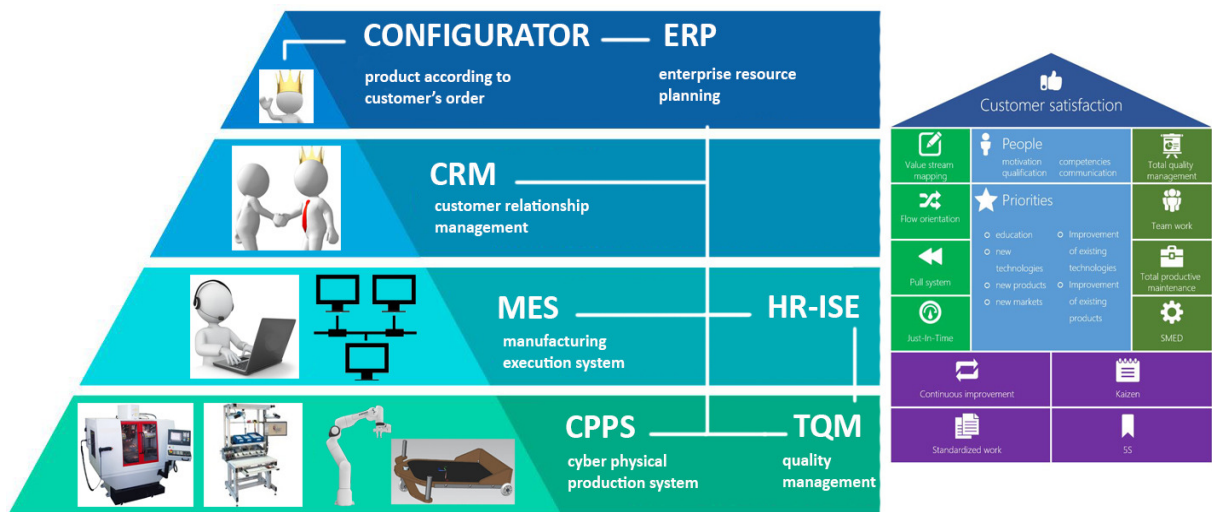 CONFIGURATOR
product according to
customer's order
ERP
enterprise resource
planning
CRM
customer relationship
management
MES
manufacturing
execution system
HR-ISE
CPPS
cyber physical
production system
TQM
quality
management
Customer satisfaction
Value stream
mapping
Flow orientation
Pull system
Just-In-Time
People
motivation
qualification
competencies
communication
Priorities
education
new
technologies
new products
new markets
Improvement
of existing
technologies
Improvement
of existing
products
Total quality
management
Team work
Total productive
maintenance
SMED
Continuous improvement
Kaizen
Standardized work
5S